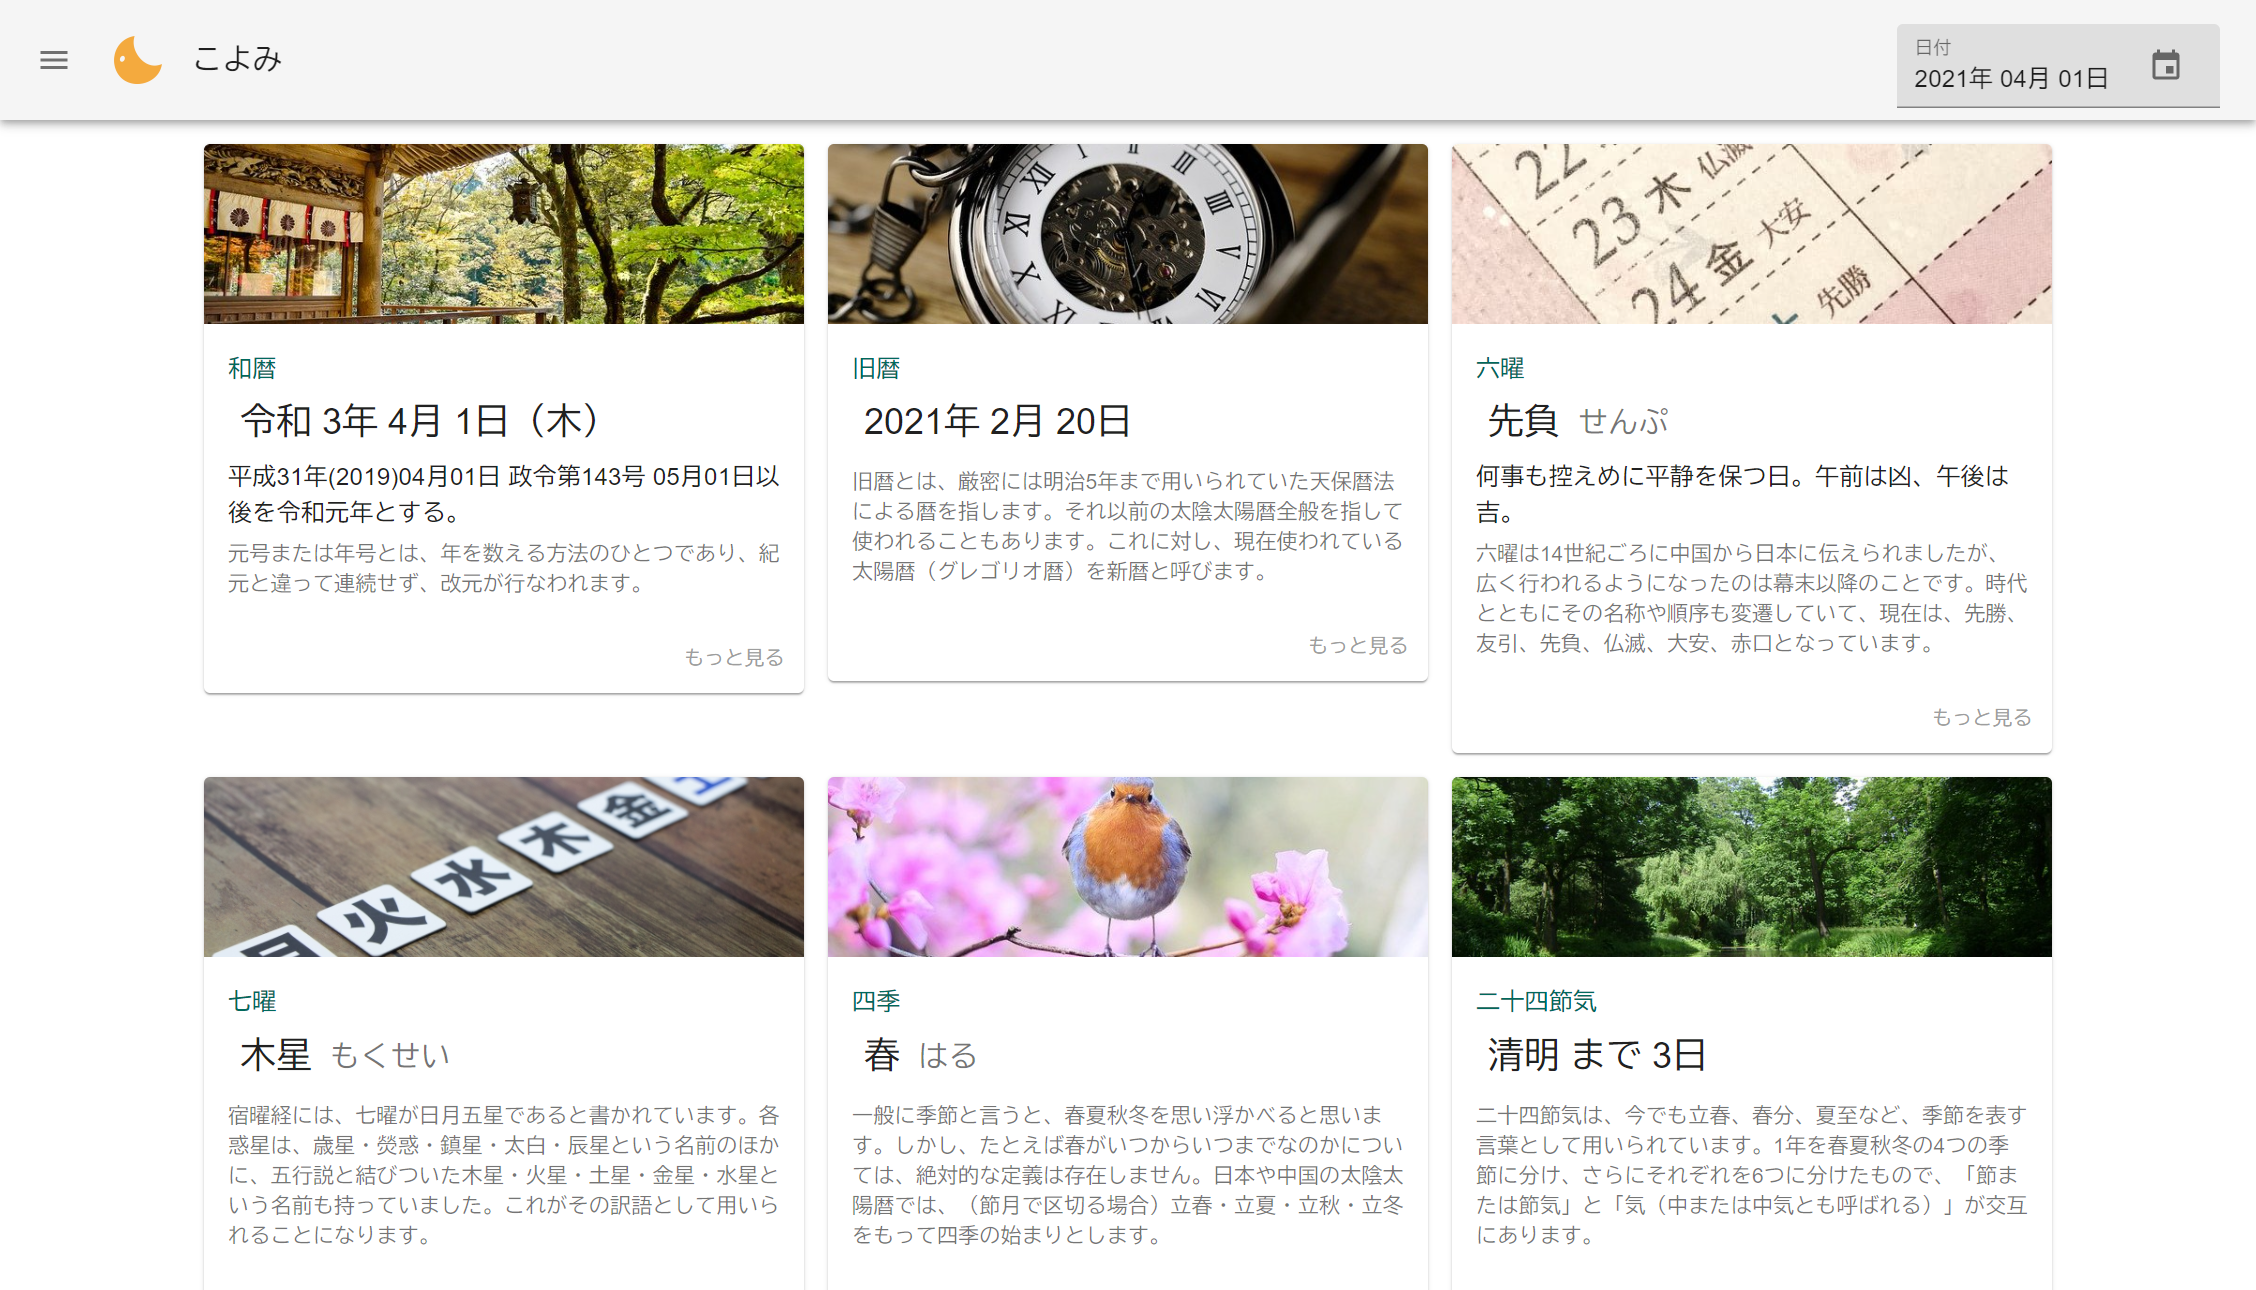 こよみ
日付
2021年 04月 01日
22
23 木 仏滅
24 金 大安
先勝
和暦
令和 3年 4月 1日（木）
平成31年(2019)04月01日 政令第143号 05月01日以
後を令和元年とする。
元号または年号とは、年を数える方法のひとつであり、紀
元と違って連続せず、改元が行なわれます。
もっと見る
旧暦
2021年 2月 20日
旧暦とは、厳密には明治5年まで用いられていた天保暦法
による暦を指します。それ以前の太陰太陽暦全般を指して
使われることもあります。これに対し、現在使われている
太陽暦（グレゴリオ暦）を新暦と呼びます。
もっと見る
六曜
先負 せんぷ
何事も控えめに平静を保つ日。午前は凶、午後は
吉。
六曜は14世紀ごろに中国から日本に伝えられましたが、
広く行われるようになったのは幕末以降のことです。時代
とともにその名称や順序も変遷していて、現在は、先勝、
友引、先負、仏滅、大安、赤口となっています。
もっと見る
火
水
木
金
七曜
木星 もくせい
宿曜経には、七曜が日月五星であると書かれています。各
惑星は、歳星・熒惑・鎮星・太白・辰星という名前のほか
に、五行説と結びついた木星・火星・土星・金星・水星と
いう名前も持っていました。これがその訳語として用いら
れることになります。
四季
春 はる
一般に季節と言うと、春夏秋冬を思い浮かべると思いま
す。しかし、たとえば春がいつからいつまでなのかについ
ては、絶対的な定義は存在しません。日本や中国の太陰太
陽暦では、（節月で区切る場合）立春・立夏・立秋・立冬
をもって四季の始まりとします。
二十四節気
清明 まで 3日
二十四節気は、今でも立春、春分、夏至など、季節を表す
言葉として用いられています。1年を春夏秋冬の4つの季
節に分け、さらにそれぞれを6つに分けたもので、「節ま
たは節気」と「気（中または中気とも呼ばれる）」が交互
にあります。